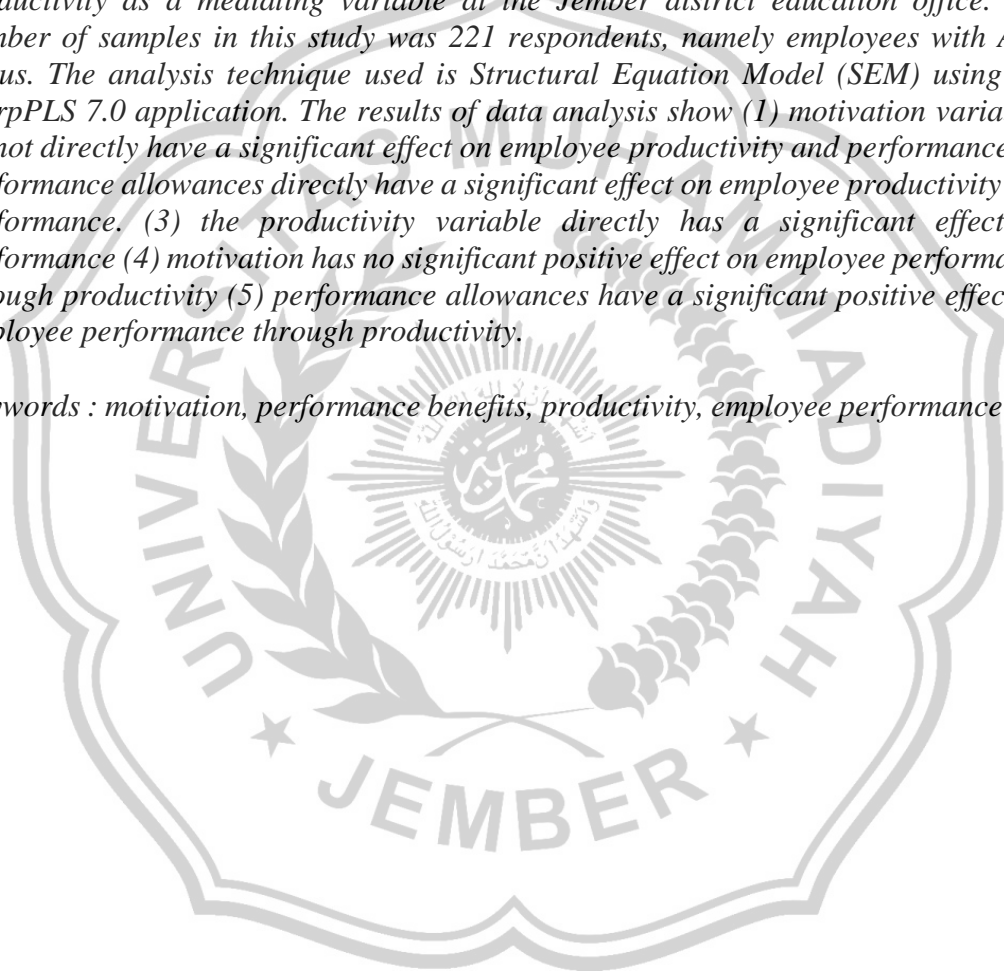 ductivity as a mediating variable at the Jember district education office.
mber of samples in this study was 221 respondents, namely employees with A
us. The analysis technique used is Structural Equation Model (SEM) using
rpPLS 7.0 application. The results of data analysis show (1) motivation varia
not directly have a significant effect on employee productivity and performance
formance allowances directly have a significant effect on employee productivity
formance. (3) the productivity variable directly has a significant effect
formance (4) motivation has no significant positive effect on employee performa
ough productivity (5) performance allowances have a significant positive effec
ployee performance through productivity.
ywords : motivation, performance benefits, productivity, employee performance
UNIVERSITAS MUHAMMADIYAH
JEMBER